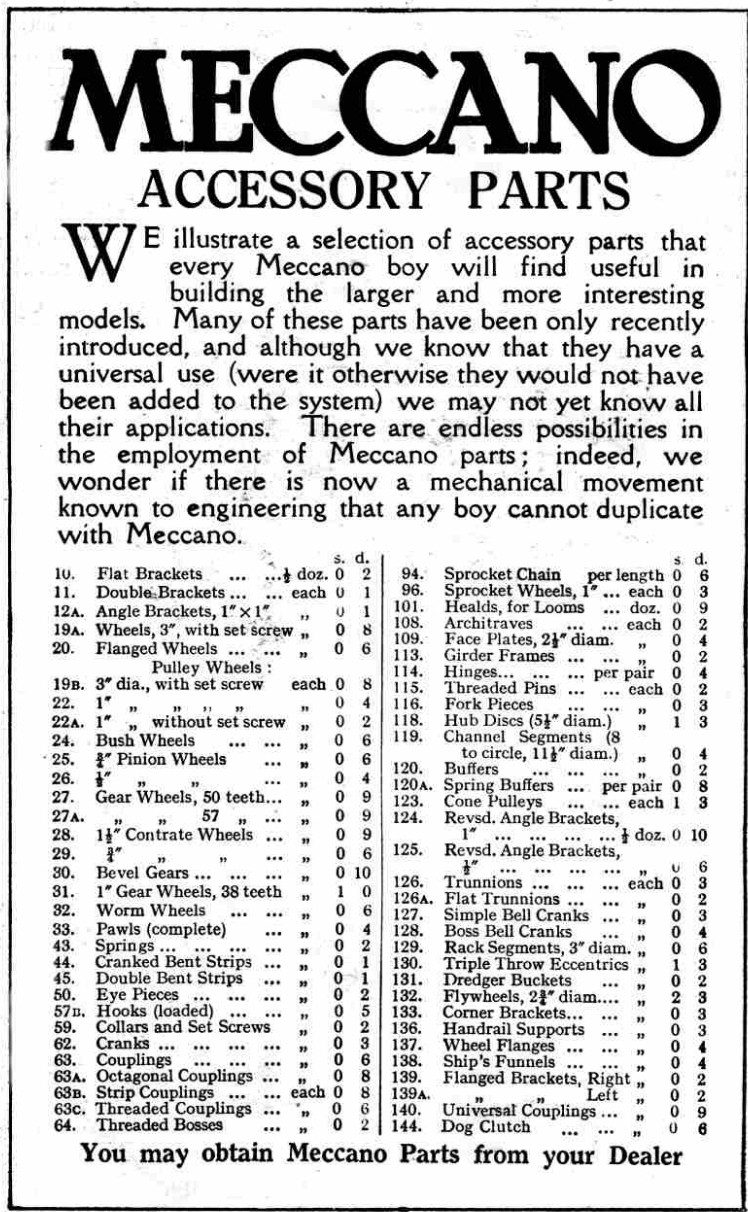 MECCANO
ACCESSORY PARTS
WE illustrate a selection of accessory parts that
every Meccano boy will find useful in
building the larger and more interesting
models. Many of these parts have been only recently
introduced, and although we know that they have a
universal use (were it otherwise they would not have
been added to the system) we may not yet know all
their applications. There are endless possibilities in
the employment of Meccano parts; indeed, we
wonder if there is now a mechanical movement
known to engineering that any boy cannot duplicate
with Meccano.
s. d.
10. Flat Brackets ... ...½ doz. 0 2
11. Double Brackets ... ... each 0 1
12A. Angle Brackets, 1″ × 1″ „ 0 1
19A. Wheels, 3″, with set screw „ 0 8
20. Flanged Wheels ... ... „ 0 6
Pulley Wheels :
19B. 3″ dia., with set screw each 0 8
22. 1″ „ „ „ „ „ 0 4
22A. 1″ „ without set screw „ 0 2
24. Bush Wheels ... ... „ 0 6
25. ¾″ Pinion Wheels ... „ 0 6
26. ½″ „ „ ... „ 0 4
27. Gear Wheels, 50 teeth... „ 0 9
27A. „ „ 57 „ ... „ 0 9
28. 1½″ Contrate Wheels ... „ 0 9
29. ¾″ „ „ ... „ 0 6
30. Bevel Gears ... ... ... „ 0 10
31. 1″ Gear Wheels, 38 teeth „ 1 0
32. Worm Wheels ... ... „ 0 6
33. Pawls (complete) ... „ 0 4
43. Springs ... ... ... ... „ 0 2
44. Cranked Bent Strips ... „ 0 1
45. Double Bent Strips ... „ 0 1
50. Eye Pieces ... ... ... „ 0 2
57B. Hooks (loaded) ... ... „ 0 5
59. Collars and Set Screws „ 0 2
62. Cranks ... ... ... ... „ 0 3
63. Couplings ... ... ... „ 0 6
63A. Octagonal Couplings ... „ 0 8
63B. Strip Couplings ... ... each 0 8
63C. Threaded Couplings ... „ 0 6
64. Threaded Bosses ... „ 0 2
s d.
94. Sprocket Chain per length 0 6
96. Sprocket Wheels, 1″ ... each 0 3
101. Healds, for Looms ... doz. 0 9
108. Architraves ... ... each 0 2
109. Face Plates, 2½″ diam. „ 0 4
113. Girder Frames ... ... „ 0 2
114. Hinges... ... ... per pair 0 4
115. Threaded Pins ... ... each 0 2
116. Fork Pieces ... ... „ 0 3
118. Hub Discs (5½″ diam.) „ 1 3
119. Channel Segments (8
to circle, 11½″ diam.) „ 0 4
120. Buffers ... ... ... ... „ 0 2
120A. Spring Buffers ... per pair 0 8
123. Cone Pulleys ... ... each 1 3
124. Revsd. Angle Brackets,
1″ ... ... ... ... ½ doz. 0 10
125. Revsd. Angle Brackets,
½″ ... ... ... ... ... „ 0 6
126. Trunnions ... ... ... each 0 3
126A. Flat Trunnions ... ... „ 0 2
127. Simple Bell Cranks ... „ 0 3
128. Boss Bell Cranks ... „ 0 4
129. Rack Segments, 3″ diam. „ 0 6
130. Triple Throw Eccentrics „ 1 3
131. Dredger Buckets ... „ 0 2
132. Flywheels, 2¾″ diam.... „ 2 3
133. Corner Brackets... ... „ 0 3
136. Handrail Supports ... „ 0 3
137. Wheel Flanges ... ... „ 0 4
138. Ship's Funnels ... ... „ 0 4
139. Flanged Brackets, Right „ 0 2
139A. „ „ Left „ 0 2
140. Universal Couplings ... „ 0 9
144. Dog Clutch ... ... „ 0 6
You may obtain Meccano Parts from your Dealer